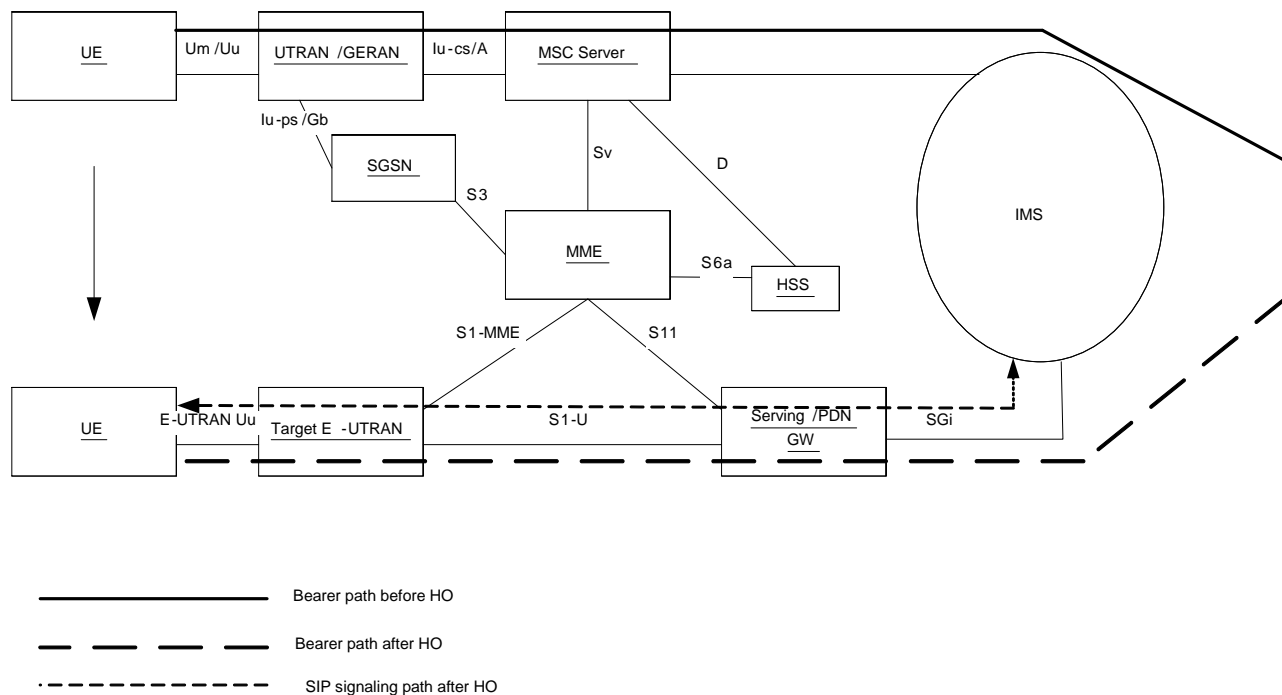 UE
Um /Uu
UTRAN /GERAN
Iu-cs/A
MSC Server
Iu-ps /Gb
SGSN
S3
Sv
D
IMS
MME
S6a
HSS
S1-MME
S11
UE
E-UTRAN Uu
Target E -UTRAN
S1-U
Serving /PDN
GW
SGi
Bearer path before HO
Bearer path after HO
SIP signaling path after HO